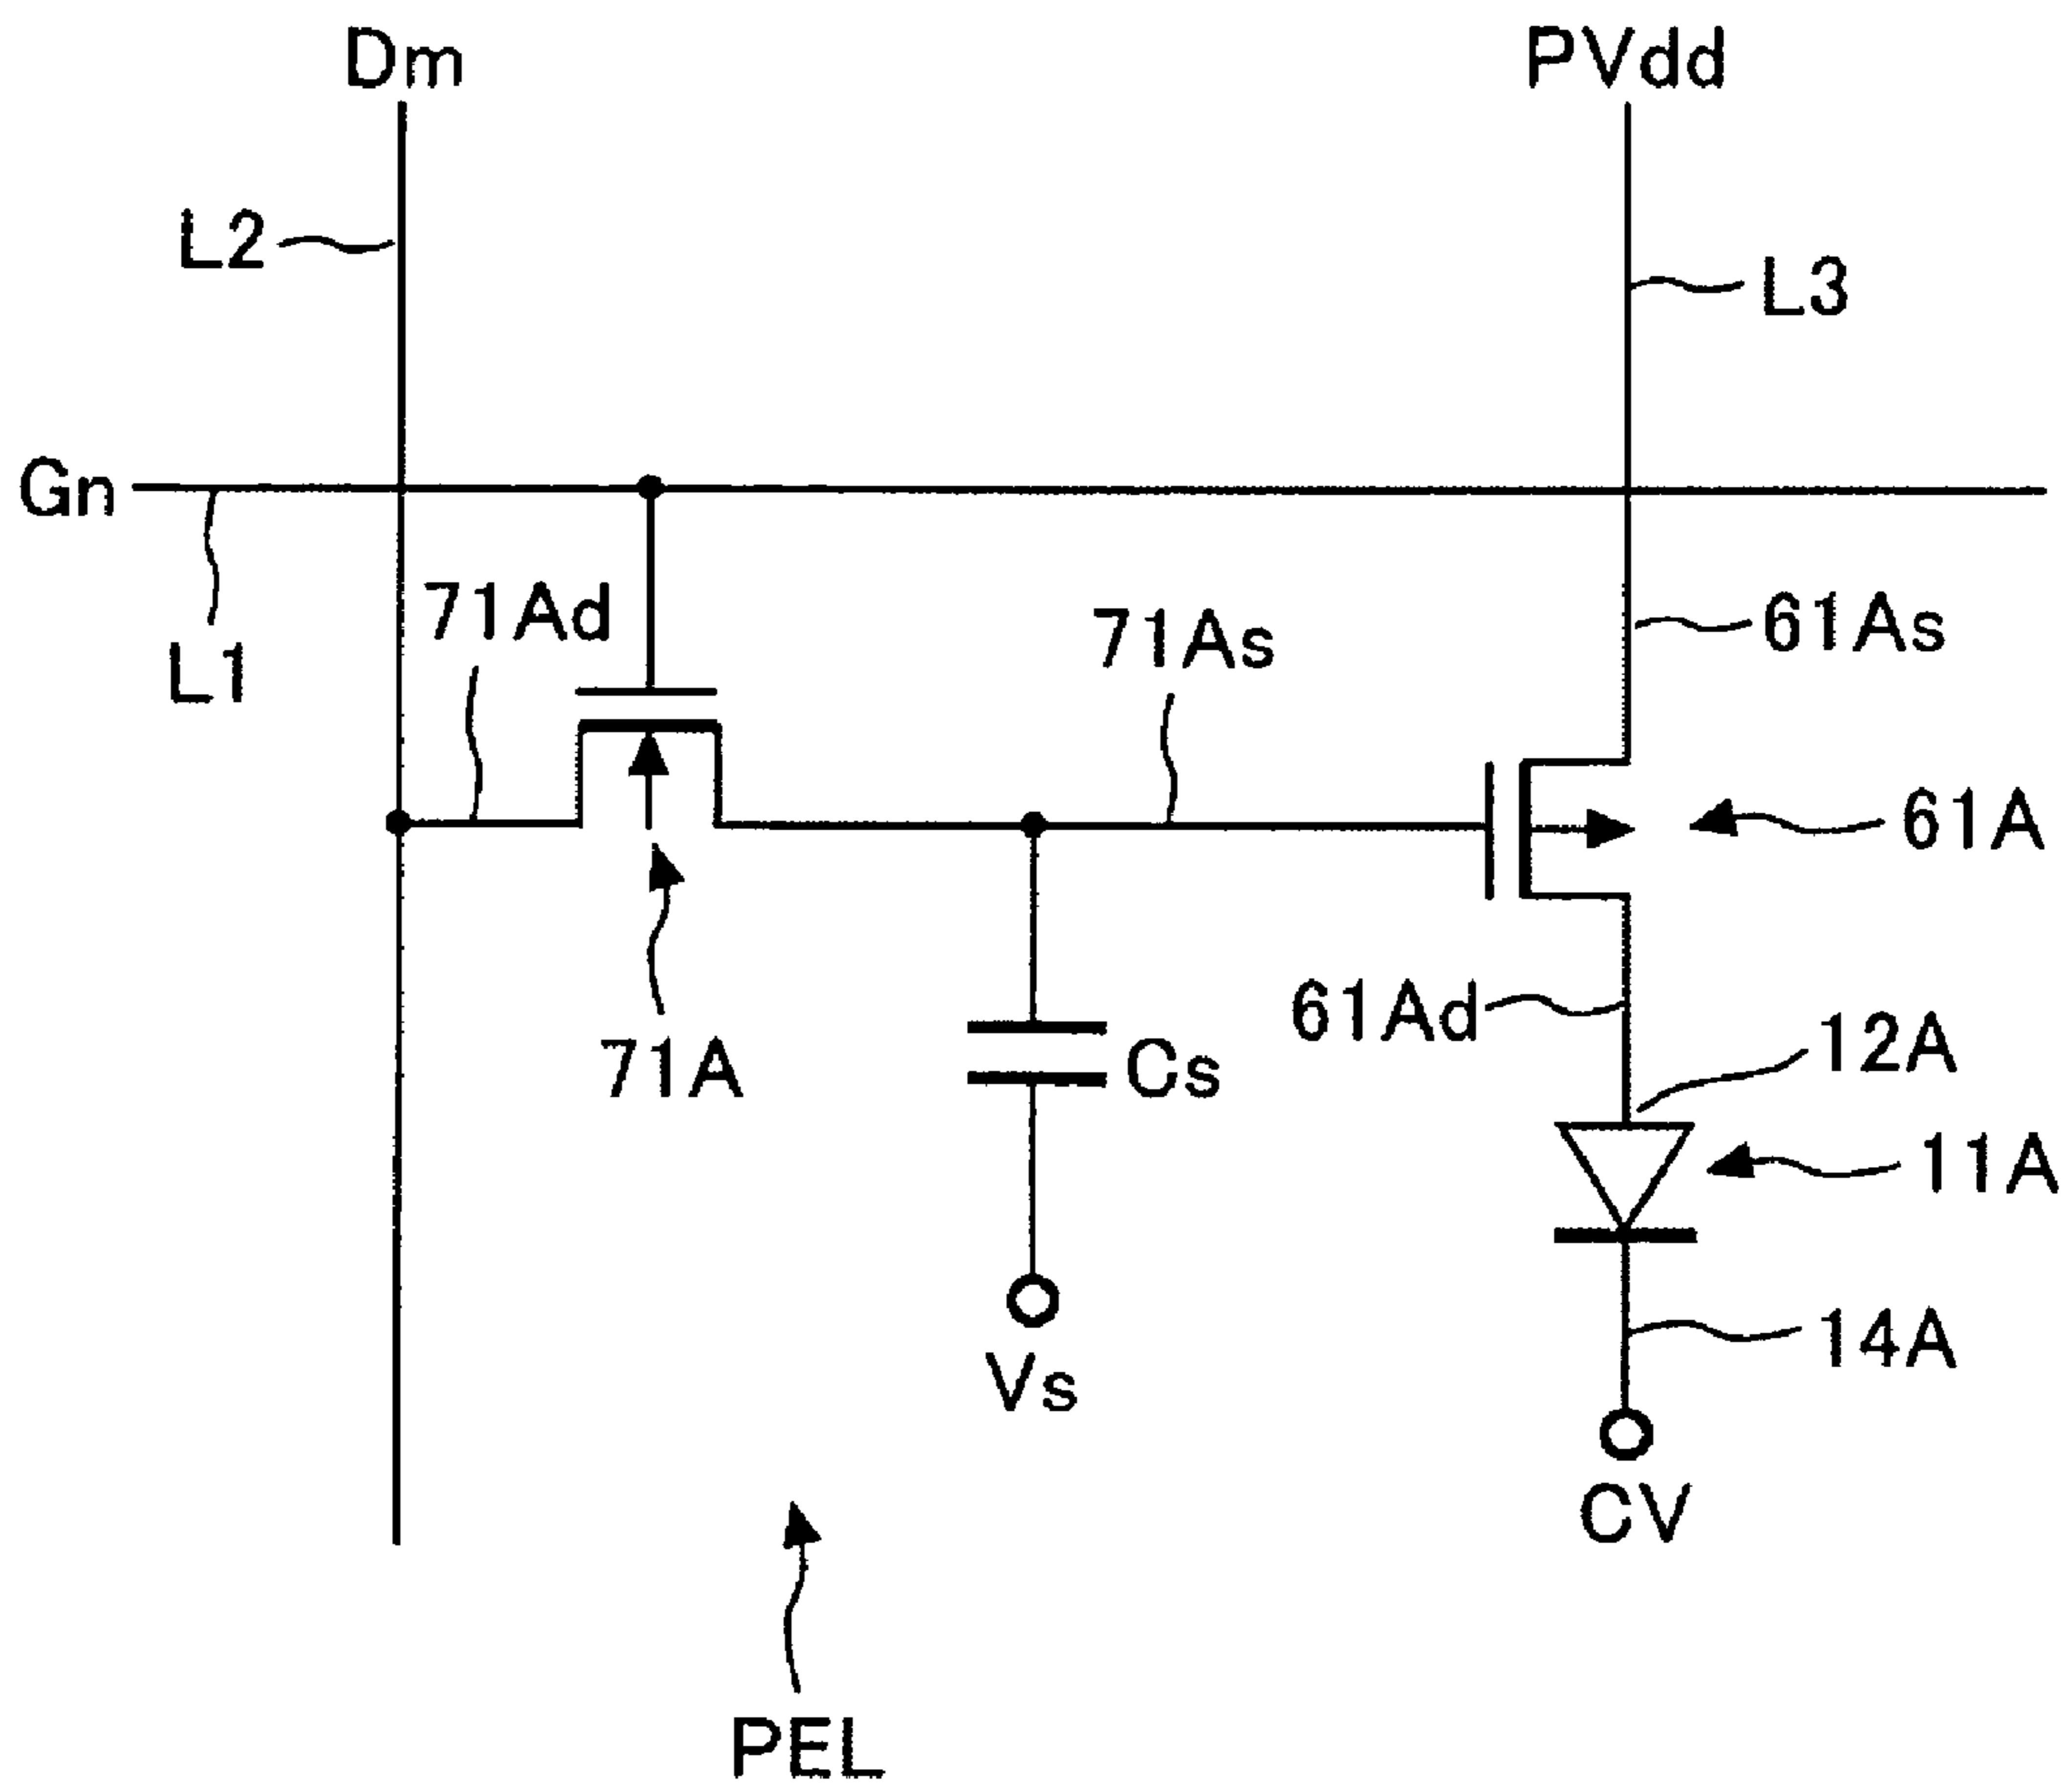 Dm
PVdd
L2
L3
Gn
71Ad
71As
61As
L1
61A
61Ad
12A
71A
Cs
11A
14A
Vs
CV
PEL